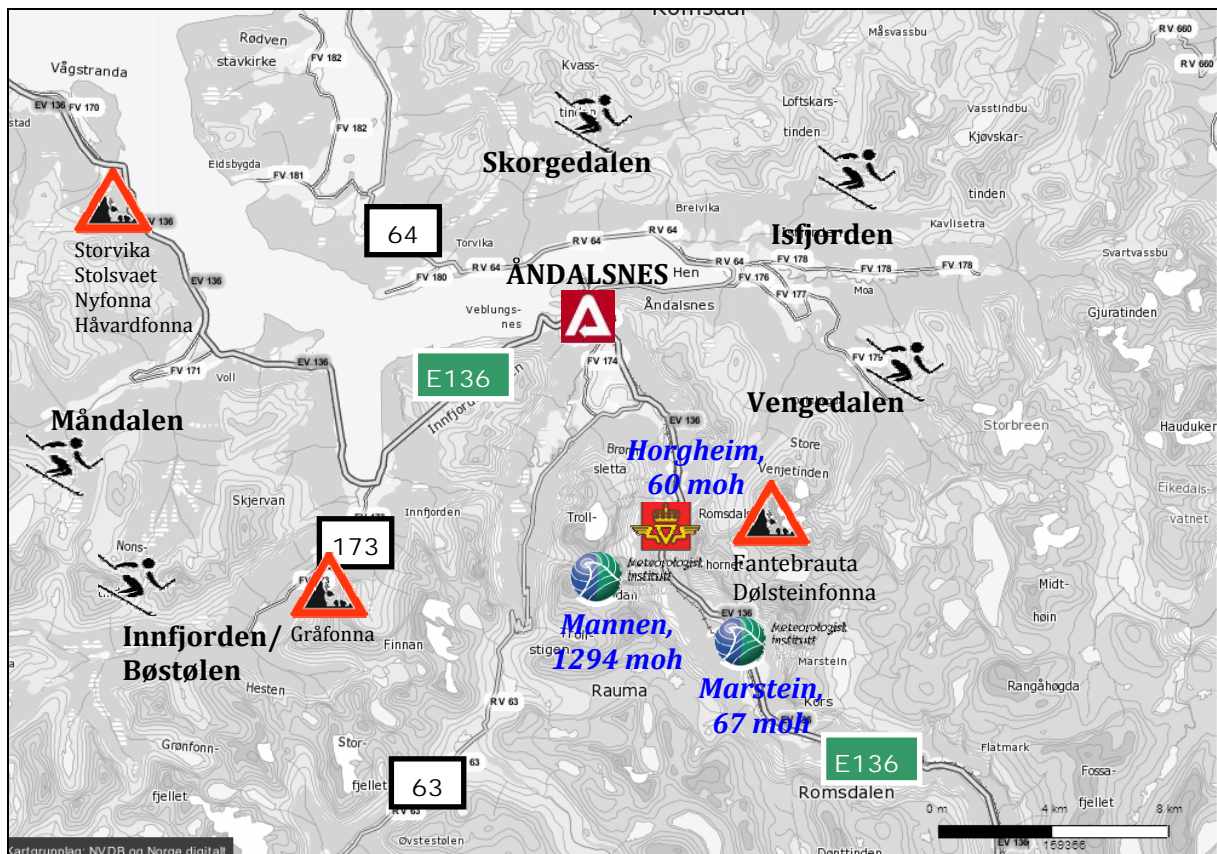 Romsdal
RV 660
Måsvassbu
Rødven
stavkirke
FV 182
Vågstranda
Kvass-
tinden
Loftskars-
tinden
Vasstindbu
RV 660
EV 136
FV 170
stad
FV 182
Kjøvskar-
tinden
Skorgedalen
Eidsbygda
FV 181
EV 136
Breivika
Kavlisetra
Isfjorden
64
Torvika
RV 64
Storvika
Stolsvaet
Nyfonna
Håvardfonna
EV 136
FV 180
RV 64
ÅNDALSNES
Hen
RV 64
FV 176
FV 178
FV 178
FV 178
Svartvassbu
FV 177
Moa
Veblungs-
nes
Åndalsnes
Gjuratinden
EV 136
FV 171
Voll
E136
FV 174
FV 179
Innfjorden
Måndalen
Vengedalen
EV 136
Storbreen
Hauduken
Horgheim,
60 moh
sletta
Store
Venjetinden
Skjervan
Innfjorden
Troll-
Romsdals
Eikedals-
vatnet
173
Nons-
Meteorologisk
institutt
hornet
Fantebrauta
Dølsteinfonna
Midt-
høin
Gråfonna
Finnan
Innfjorden/
Bøstølen
Mannen,
1294 moh
stigen
EV 136
Meteorologisk
institutt
Marstein
Hesten
Rauma
Marstein,
67 moh
Kors
Rangåhøgda
RV 63
Grønfonn-
fjellet
Stor-
fjellet
63
63
RV 63
E136
Flatmark
Romsdalen
Fossa-
fjellet
0 m
4 km
8 km
Øvstestølen
159366
EV 136
Kartgrunnlag: NVDB og Norge digitalt
Dønttinden